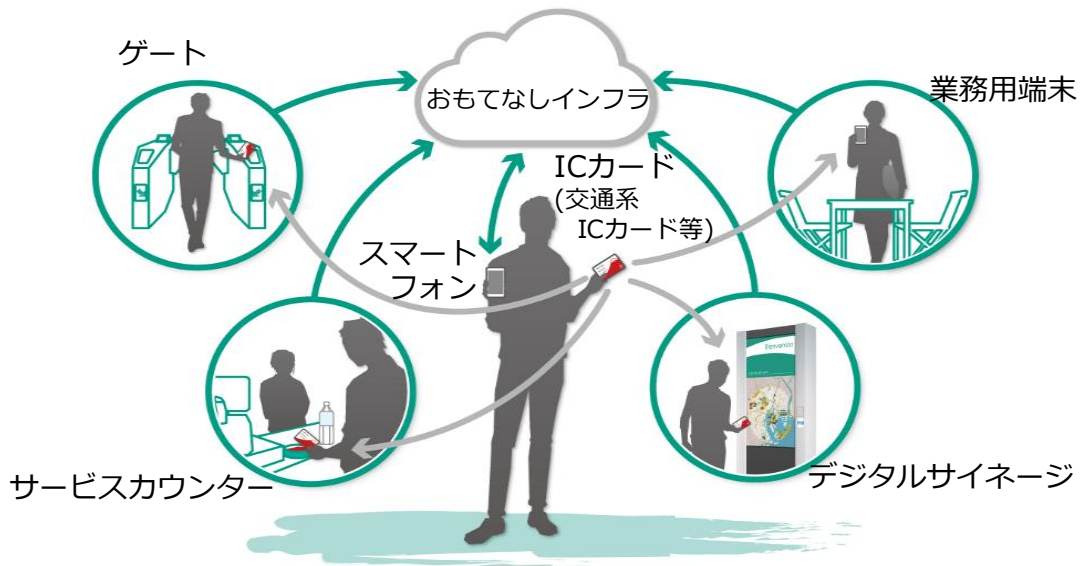 ゲート
おもてなしインフラ
業務用端末
ICカード
(交通系
ICカード等)
スマート
フォン
サービスカウンター
Bienvenido
デジタルサイネージ